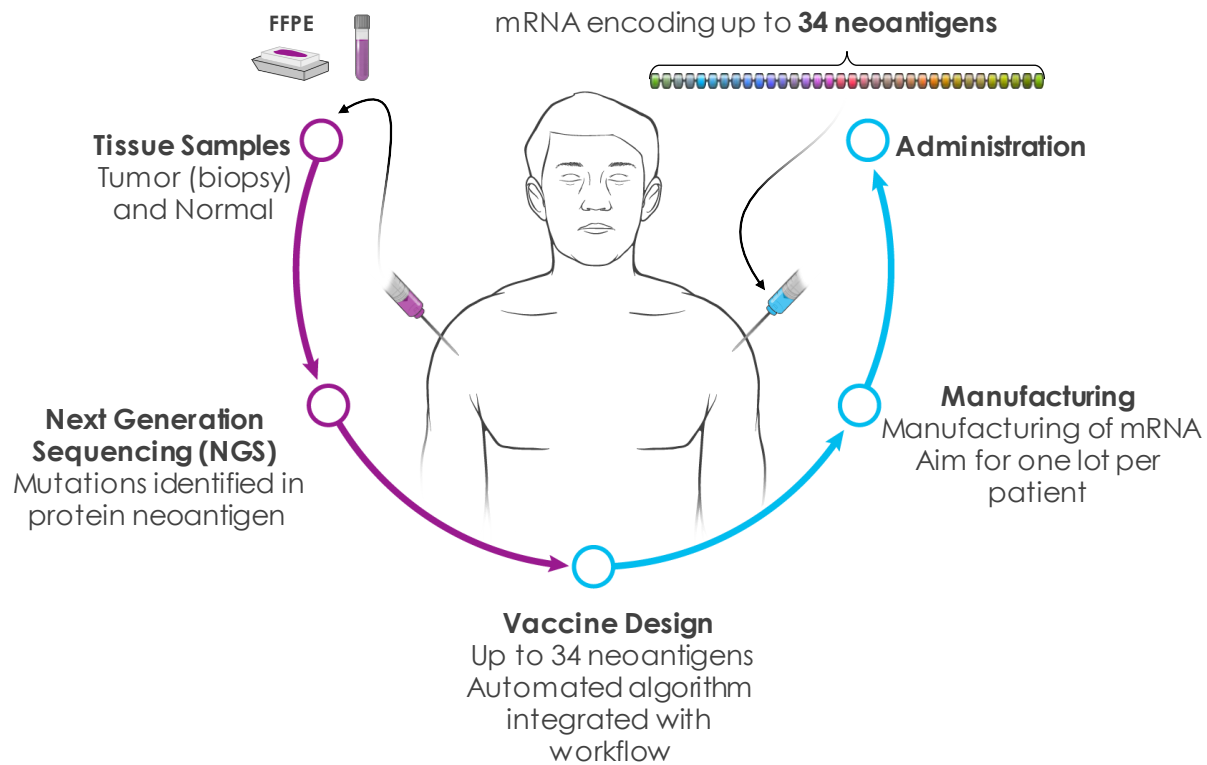 FFPE
mRNA encoding up to 34 neoantigens
Tissue Samples
Tumor (biopsy)
and Normal
Administration
Next Generation
Sequencing (NGS)
Mutations identified in
protein neoantigen
Manufacturing
Manufacturing of mRNA
Aim for one lot per
patient
Vaccine Design
Up to 34 neoantigens
Automated algorithm
integrated with
workflow